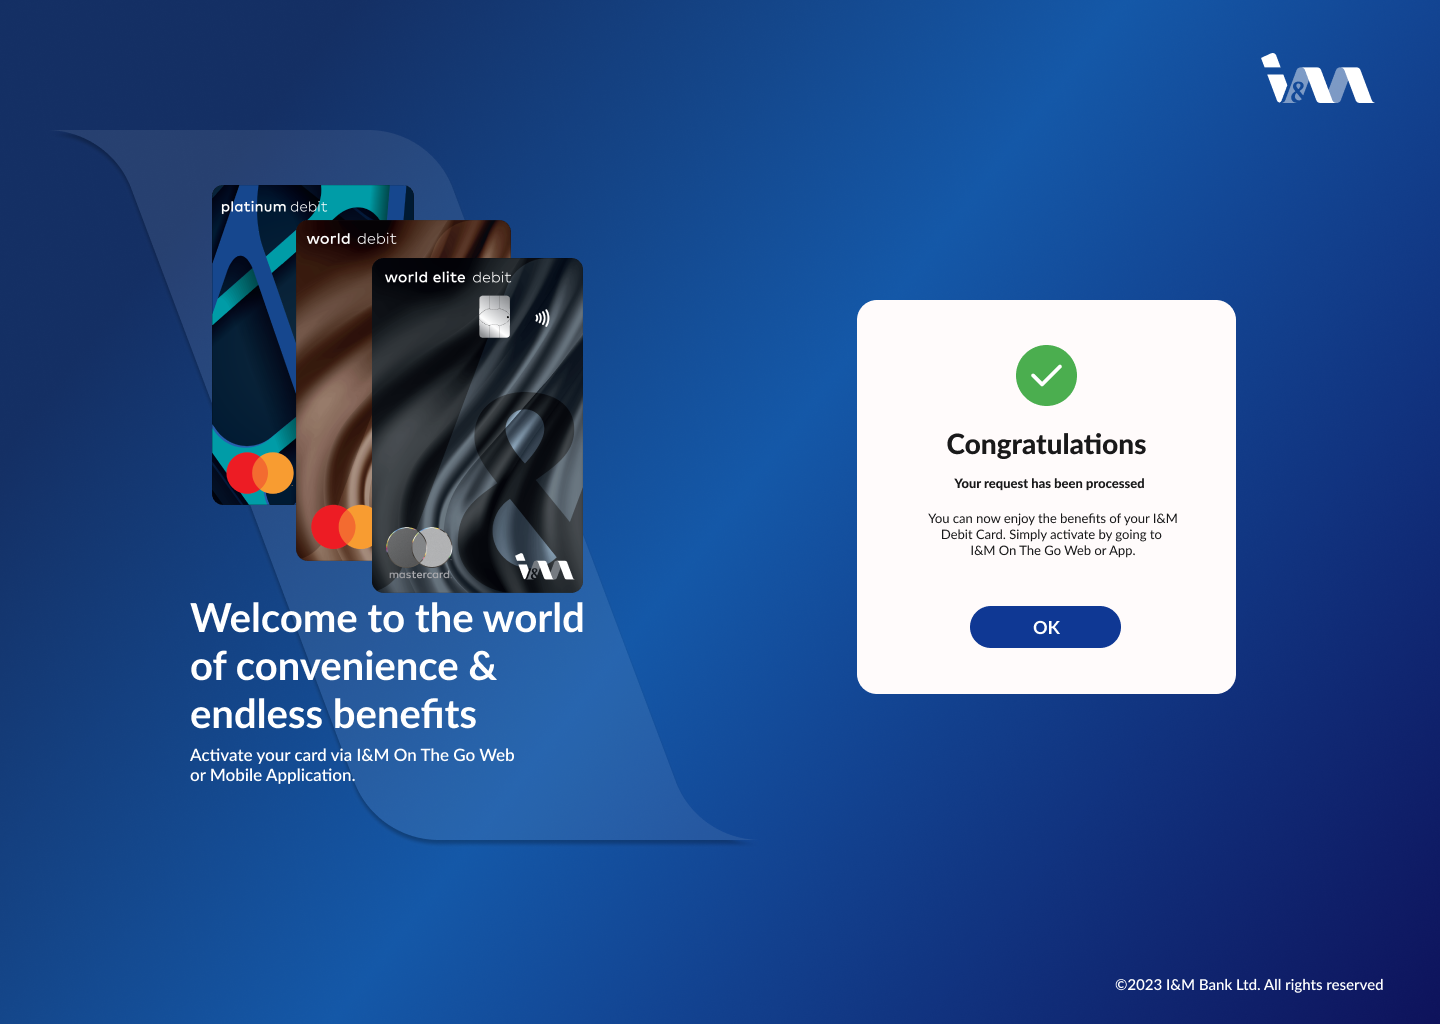 i&m
platinum debit
world debit
world elite debit
mastercard
i&m
Welcome to the world
of convenience &
endless benefits
Activate your card via I&M On The Go Web
or Mobile Application.
Congratulations
Your request has been processed
You can now enjoy the benefits of your I&M
Debit Card. Simply activate by going to
I&M On The Go Web or App.
OK
©2023 I&M Bank Ltd. All rights reserved